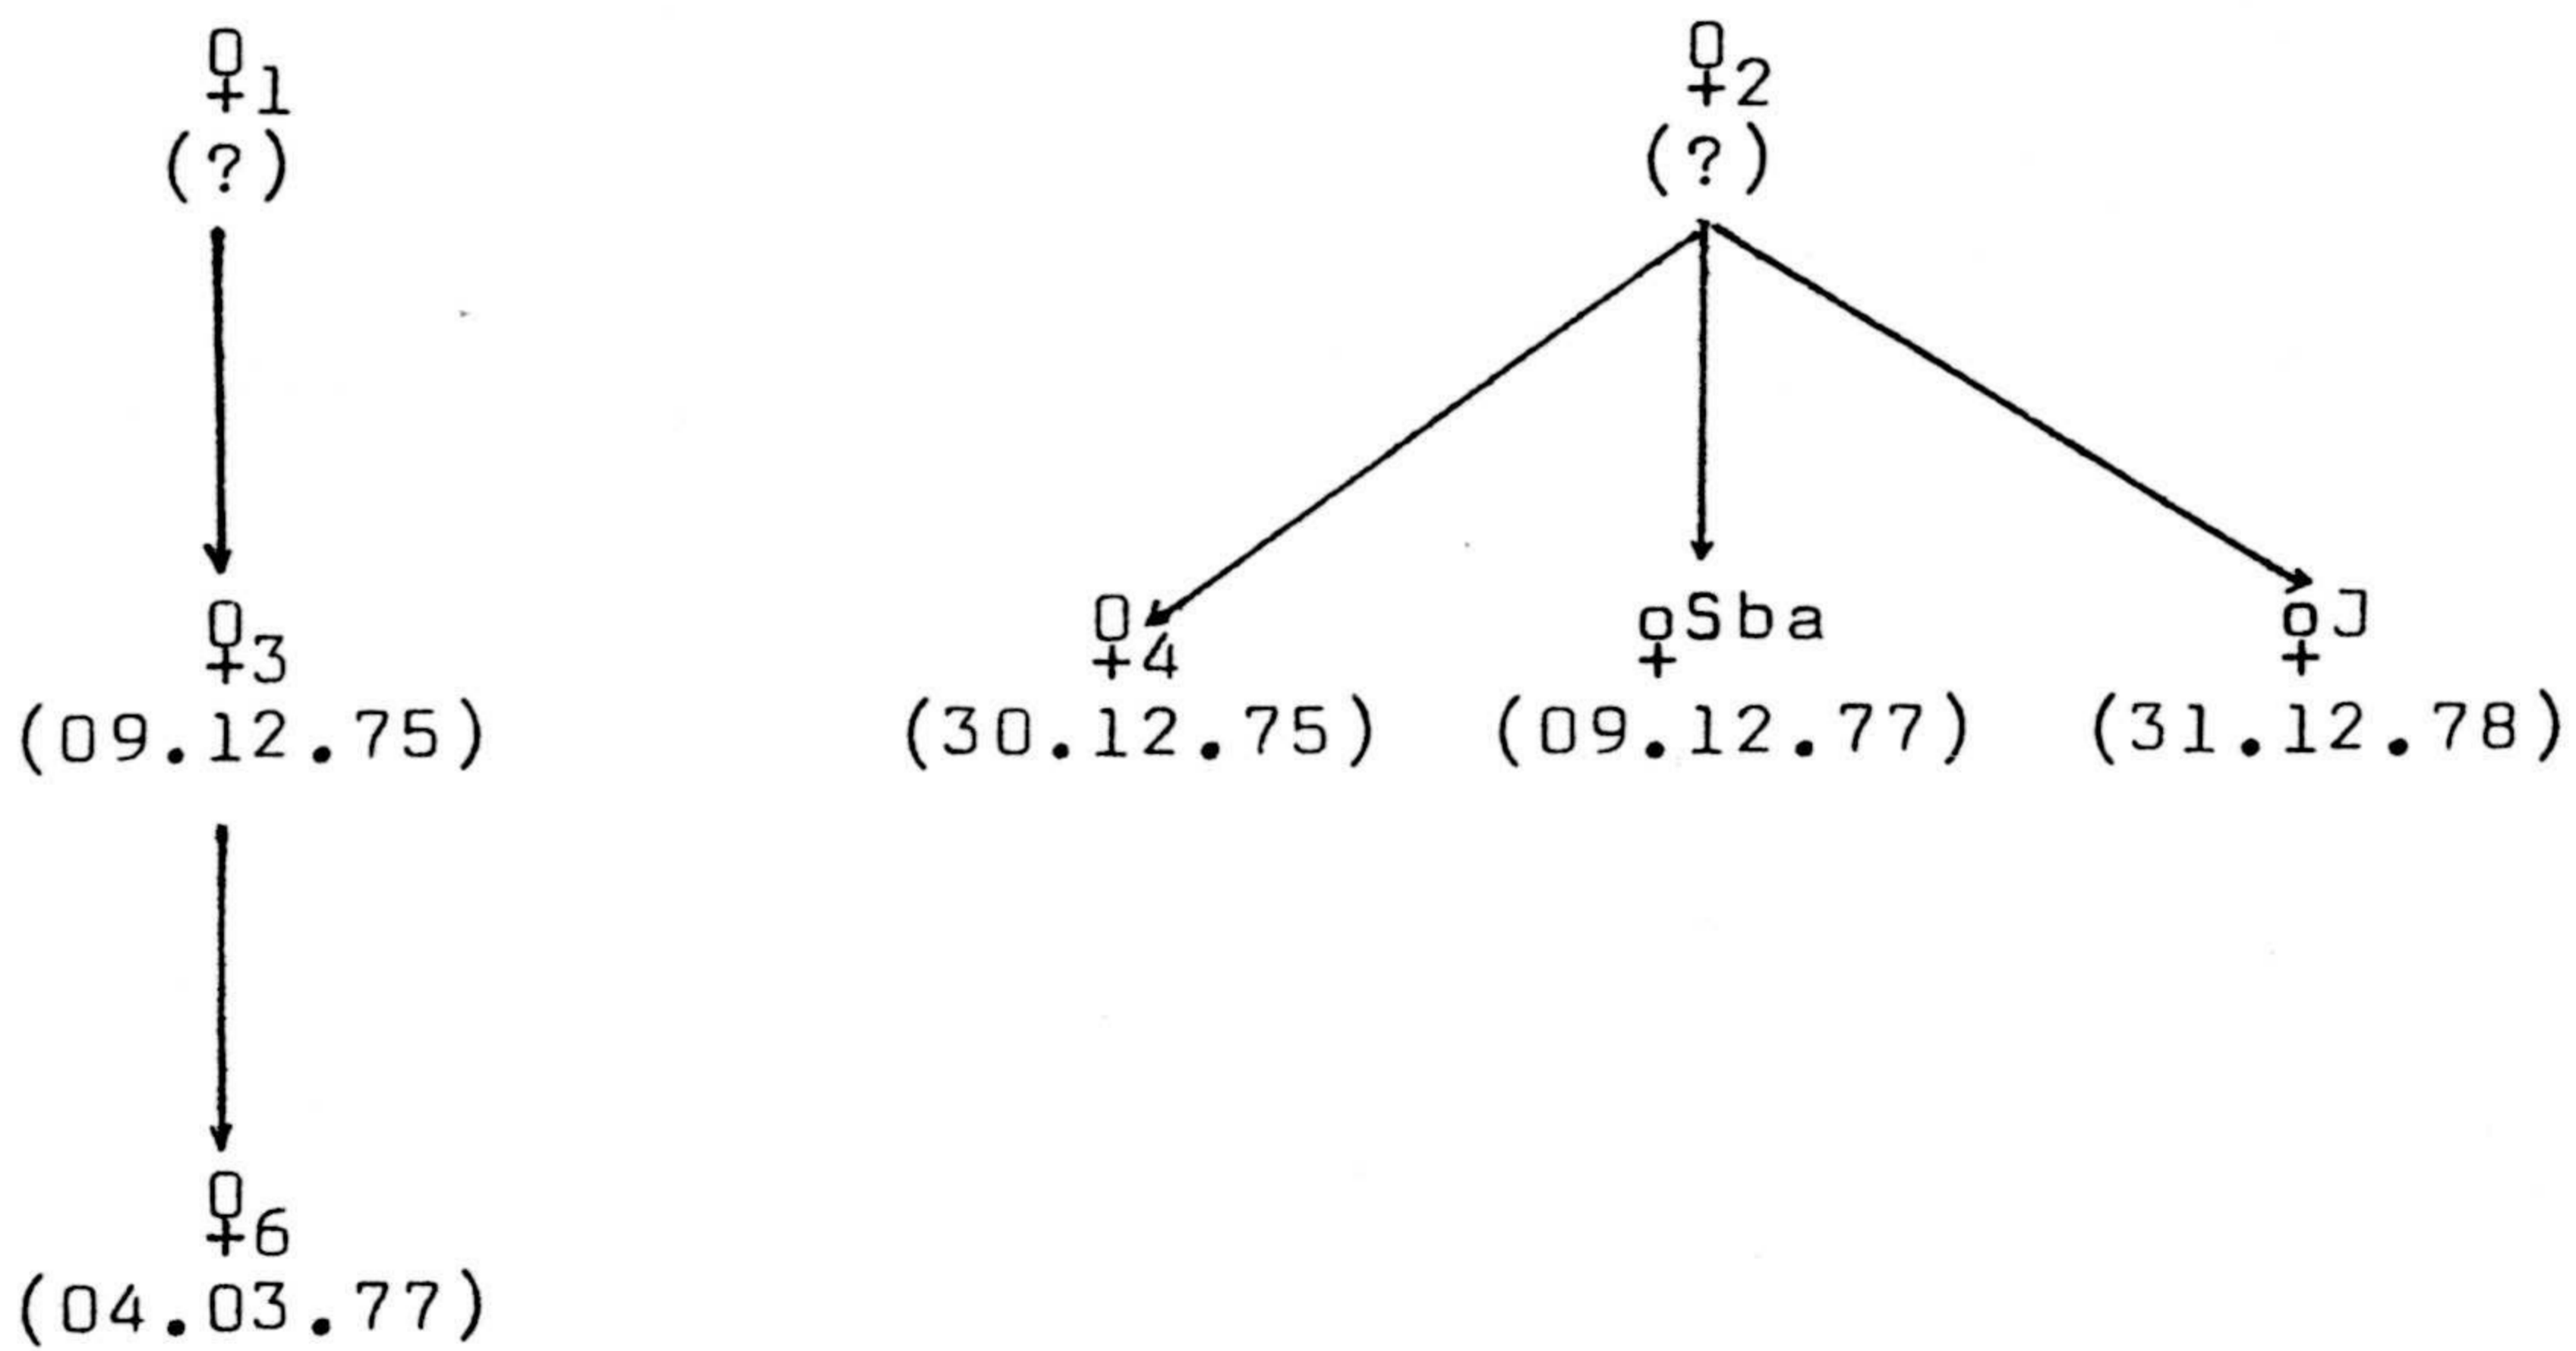 ♀1 ♀2
(?) (?)
♀3 ♀4 ♀Sba ♀J
(09.12.75) (30.12.75) (09.12.77) (31.12.78)
♀6
(04.03.77)